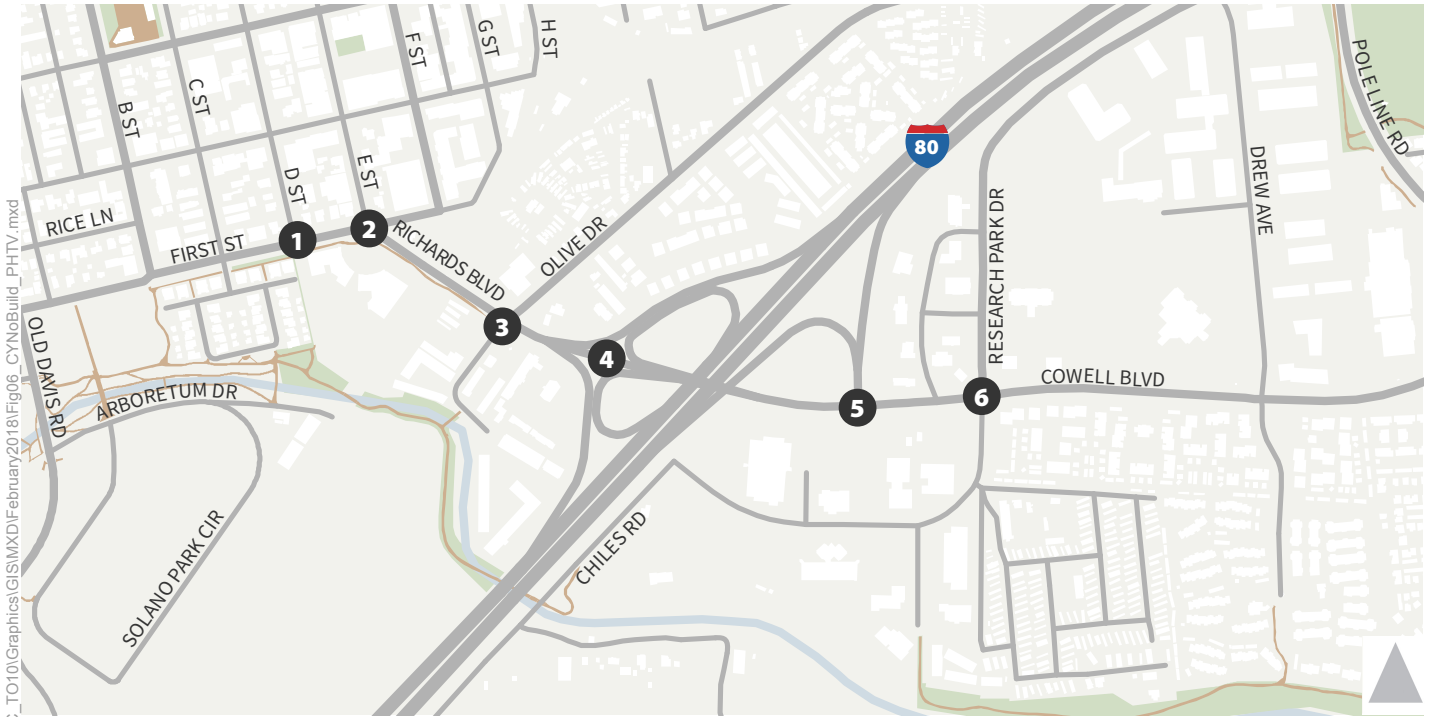 B ST
C ST
F ST
G ST
H ST
D ST
E ST
RICE LN
FIRST ST
1
2
RICHARDS BLVD
OLIVE DR
3
4
5
6
80
RESEARCH PARK DR
DREW AVE
POLE LINE RD
COWELL BLVD
OLD DAVIS RD
ARBORETUM DR
SOLANO PARK CIR
CHILES RD
_TO10\Graphics\GIS\MXD\February2018\Fig06_CYNoBuild_PHTV.mxd